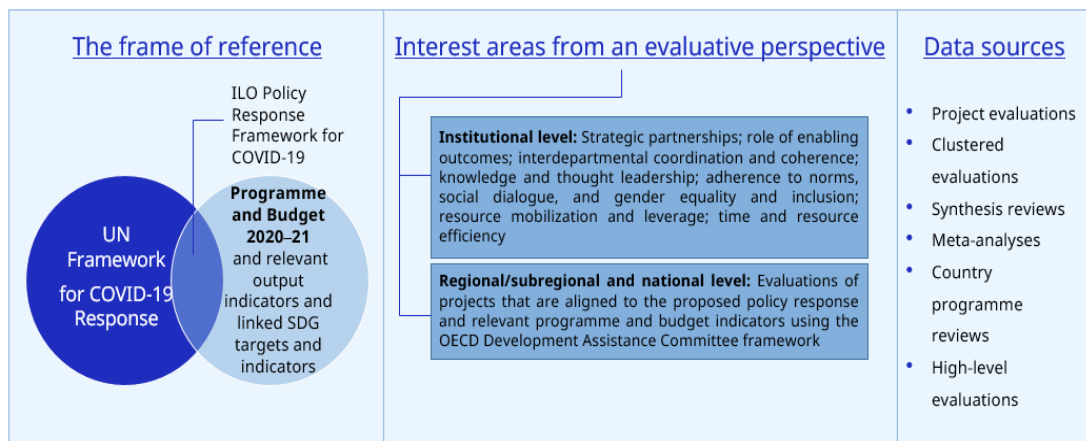 The frame of reference
ILO Policy
Response
Framework for
COVID-19
UN
Framework
for COVID-19
Response
Programme
and Budget
2020–21
and relevant
output
indicators and
linked SDG
targets and
indicators
Interest areas from an evaluative perspective
Institutional level: Strategic partnerships; role of enabling
outcomes; interdepartmental coordination and coherence;
knowledge and thought leadership; adherence to norms,
social dialogue, and gender equality and inclusion;
resource mobilization and leverage; time and resource
efficiency
Regional/subregional and national level: Evaluations of
projects that are aligned to the proposed policy response
and relevant programme and budget indicators using the
OECD Development Assistance Committee framework
Data sources
• Project evaluations
• Clustered
evaluations
• Synthesis reviews
• Meta-analyses
• Country
programme
reviews
• High-level
evaluations